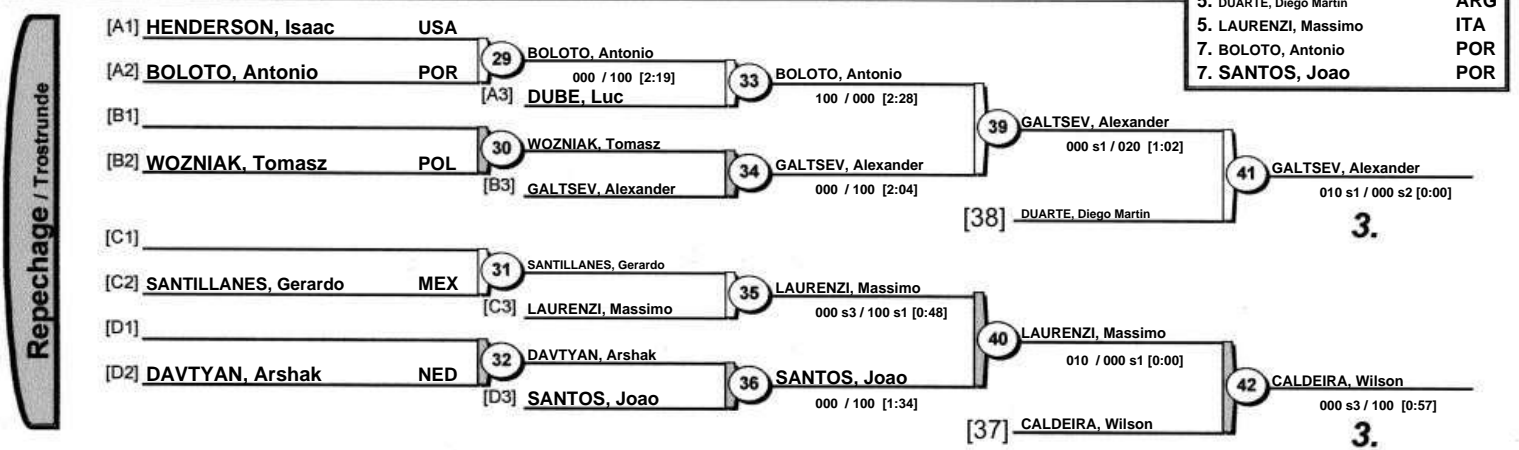 5. DUARTE, Diego Martin ARG
5. LAURENZI, Massimo ITA
7. BOLOTO, Antonio POR
7. SANTOS, Joao POR
Repechage / Trostrunde
[A1] HENDERSON, Isaac USA
29 BOLOTO, Antonio
000 / 100 [2:19]
[A2] BOLOTO, Antonio POR
33 BOLOTO, Antonio
100 / 000 [2:28]
[A3] DUBE, Luc
[B1]
39 GALTSEV, Alexander
000 s1 / 020 [1:02]
30 WOZNIAK, Tomasz
[B2] WOZNIAK, Tomasz POL
34 GALTSEV, Alexander
000 / 100 [2:04]
[B3] GALTSEV, Alexander
41 GALTSEV, Alexander
010 s1 / 000 s2 [0:00]
[38] DUARTE, Diego Martin
3.
[C1]
31 SANTILLANES, Gerardo
[C2] SANTILLANES, Gerardo MEX
35 LAURENZI, Massimo
000 s3 / 100 s1 [0:48]
[C3] LAURENZI, Massimo
[D1]
40 LAURENZI, Massimo
010 / 000 s1 [0:00]
32 DAVTYAN, Arshak
[D2] DAVTYAN, Arshak NED
36 SANTOS, Joao
000 / 100 [1:34]
[D3] SANTOS, Joao
42 CALDEIRA, Wilson
000 s3 / 100 [0:57]
[37] CALDEIRA, Wilson
3.